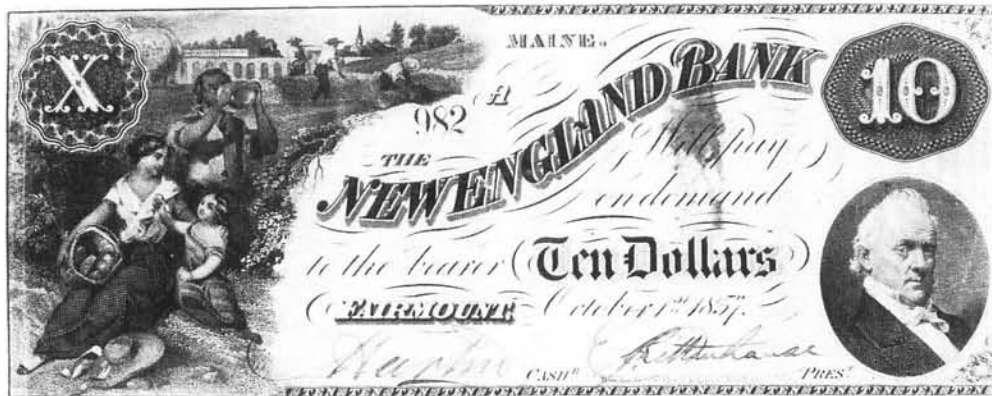 X
MAINE.
10
982 A
THE
NEW ENGLAND BANK
Will pay
on demand
to the bearer Ten Dollars
FAIRMOUNT, October 1st 1857.
CASHR
PREST